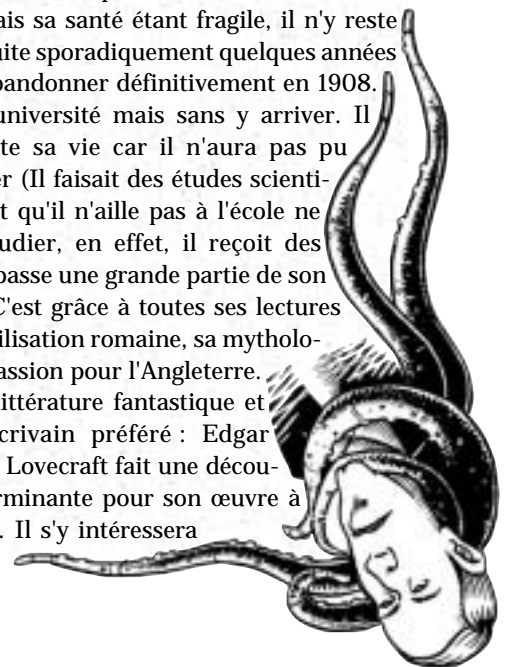 ais sa santé étant fragile, il n'y reste
uite sporadiquement quelques années
bandonner définitivement en 1908.
université mais sans y arriver. Il
te sa vie car il n'aura pas pu
er (Il faisait des études scienti-
t qu'il n'aille pas à l'école ne
udier, en effet, il reçoit des
passe une grande partie de son
C'est grâce à toutes ses lectures
ilisation romaine, sa mytholo-
assion pour l'Angleterre.
ittérature fantastique et
crivain préféré : Edgar
Lovecraft fait une décou-
rminante pour son œuvre à
. Il s'y intéressera